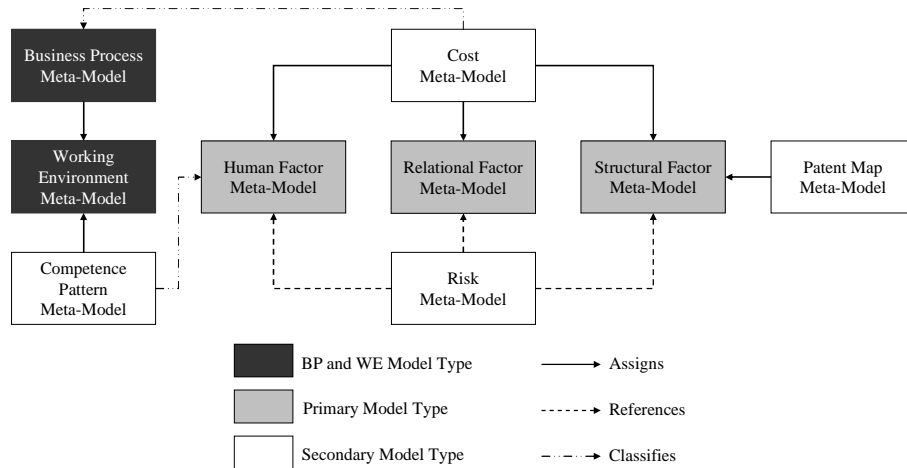 Business Process
Meta-Model
Cost
Meta-Model
Working
Environment
Meta-Model
Human Factor
Meta-Model
Relational Factor
Meta-Model
Structural Factor
Meta-Model
Patent Map
Meta-Model
Competence
Pattern
Meta-Model
Risk
Meta-Model
BP and WE Model Type
Assigns
Primary Model Type
References
Secondary Model Type
Classifies